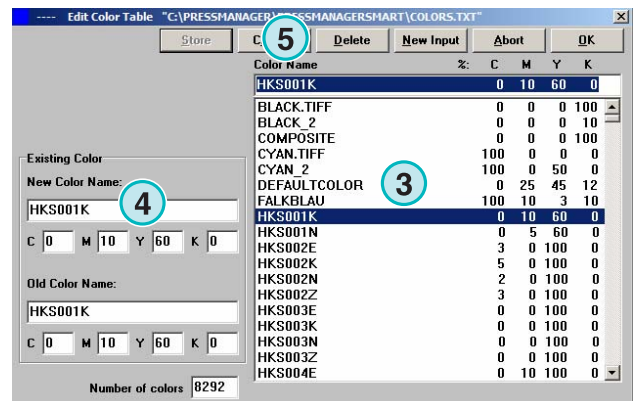 ---- Edit Color Table "C:\PRESSMANAGER\PRESSMANAGERSMART\COLORS.TXT"
Store 5 Delete New Input Abort OK
Color Name %: C M Y K
HKS001K 0 10 60 0
BLACK.TIFF 0 0 0 100
BLACK_2 0 0 0 10
COMPOSITE 0 0 0 100
CYAN.TIFF 100 0 0 0
CYAN_2 100 0 50 0
DEFAULTCOLOR 0 25 45 12
3
FALKBLAU 100 10 3 10
HKS001K 0 10 60 0
HKS001N 0 5 60 0
HKS002E 3 0 100 0
HKS002K 5 0 100 0
HKS002N 2 0 100 0
HKS002Z 3 0 100 0
HKS003E 0 0 100 0
HKS003K 0 0 100 0
HKS003N 0 0 100 0
HKS003Z 0 0 100 0
HKS004E 0 10 100 0
Existing Color
New Color Name:
HKS001K
4
C 0 M 10 Y 60 K 0
Old Color Name:
HKS001K
C 0 M 10 Y 60 K 0
Number of colors 8292